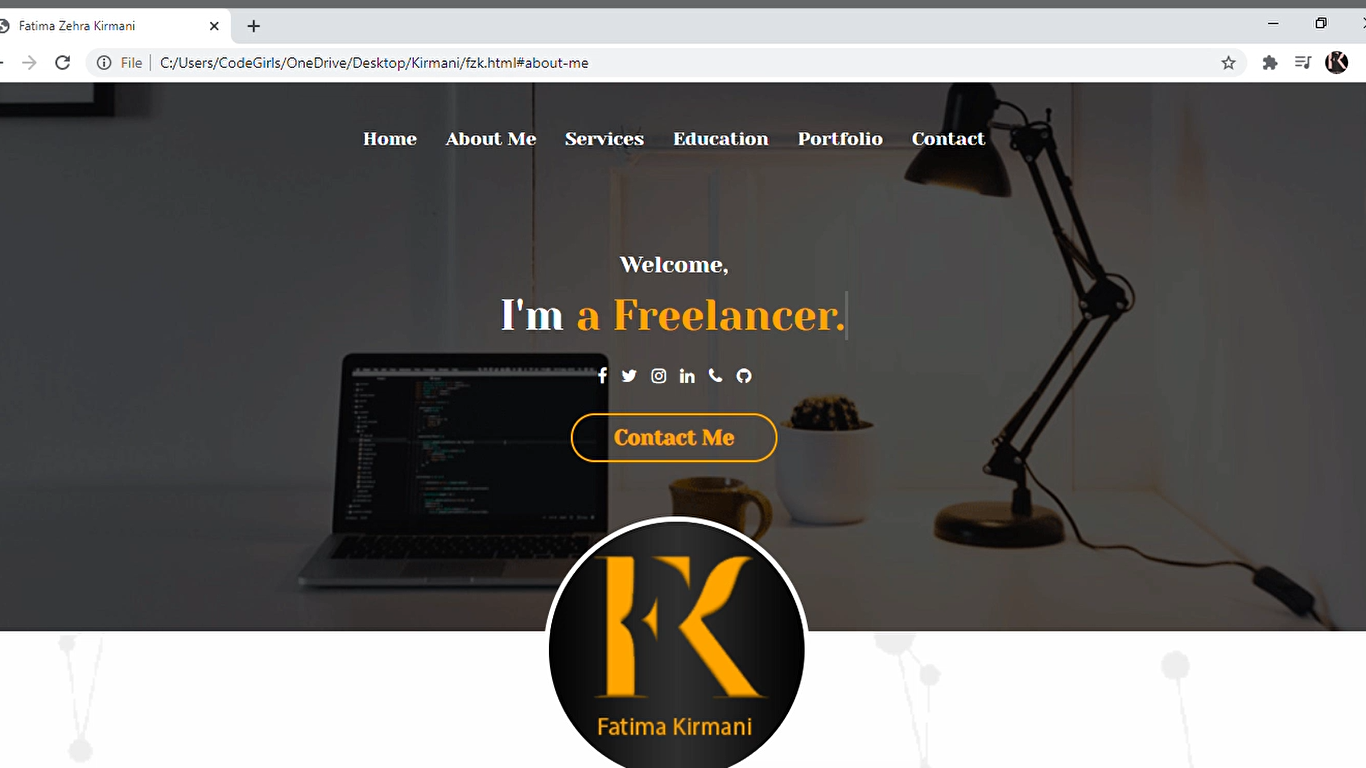 Fatima Zehra Kirmani
File | C:/Users/CodeGirls/OneDrive/Desktop/Kirmani/fzk.html#about-me
Home About Me Services Education Portfolio Contact
Welcome,
I'm a Freelancer.
Contact Me
FK
Fatima Kirmani